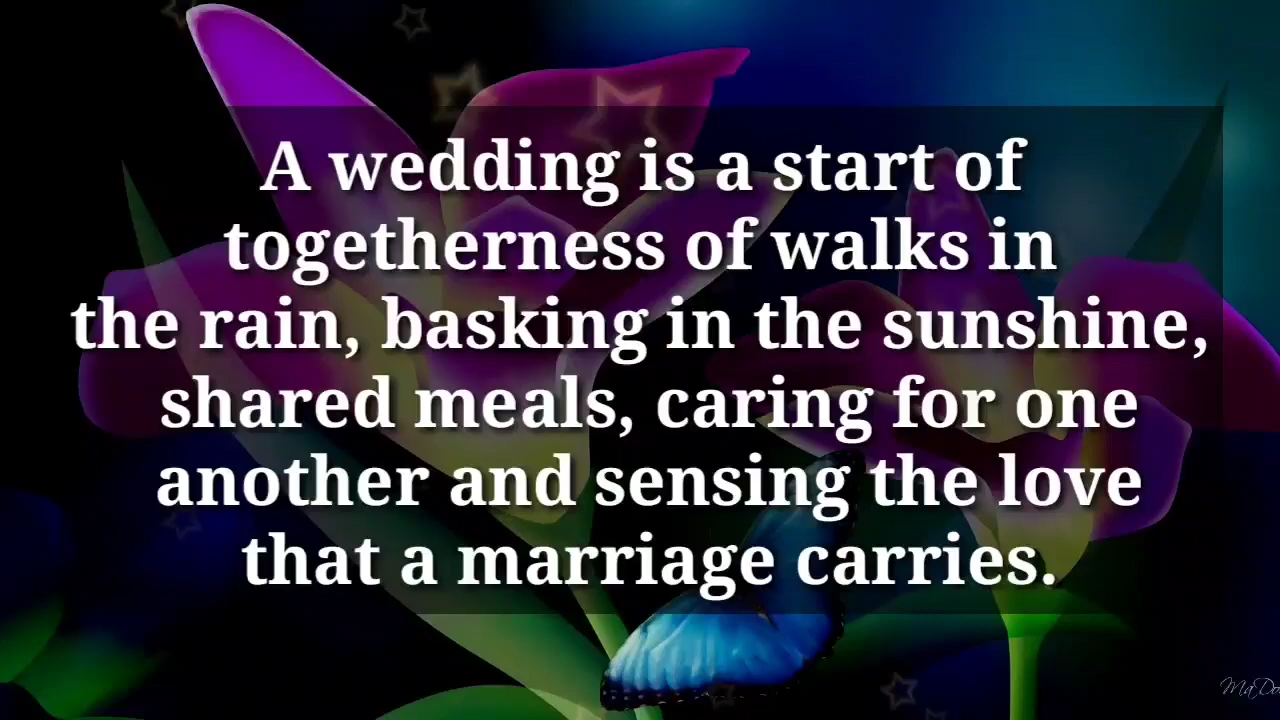 A wedding is a start of
togetherness of walks in
the rain, basking in the sunshine,
shared meals, caring for one
another and sensing the love
that a marriage carries.